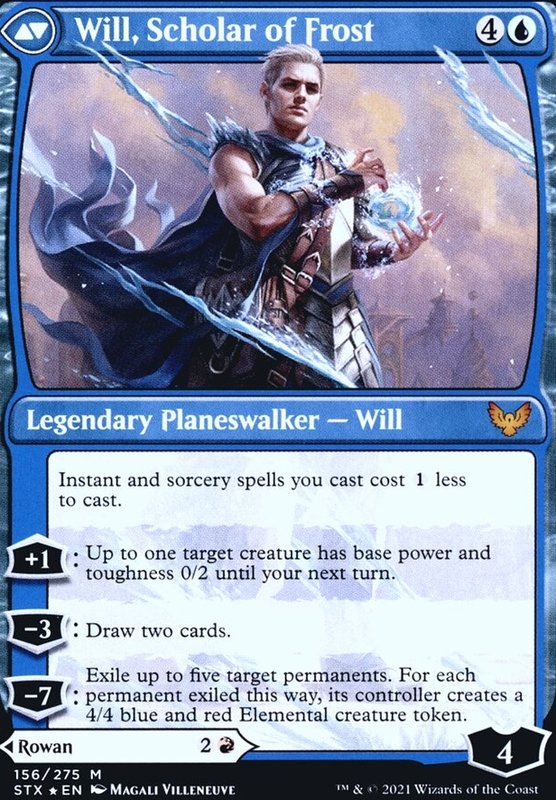 Will, Scholar of Frost 4
Legendary Planeswalker — Will
Instant and sorcery spells you cast cost 1 less
to cast.
+1: Up to one target creature has base power and
toughness 0/2 until your next turn.
−3: Draw two cards.
−7: Exile up to five target permanents. For each
permanent exiled this way, its controller creates a
4/4 blue and red Elemental creature token.
Rowan 2
4
156/275 M
STX ★ EN Magali Villeneuve
™ & © 2021 Wizards of the Coast